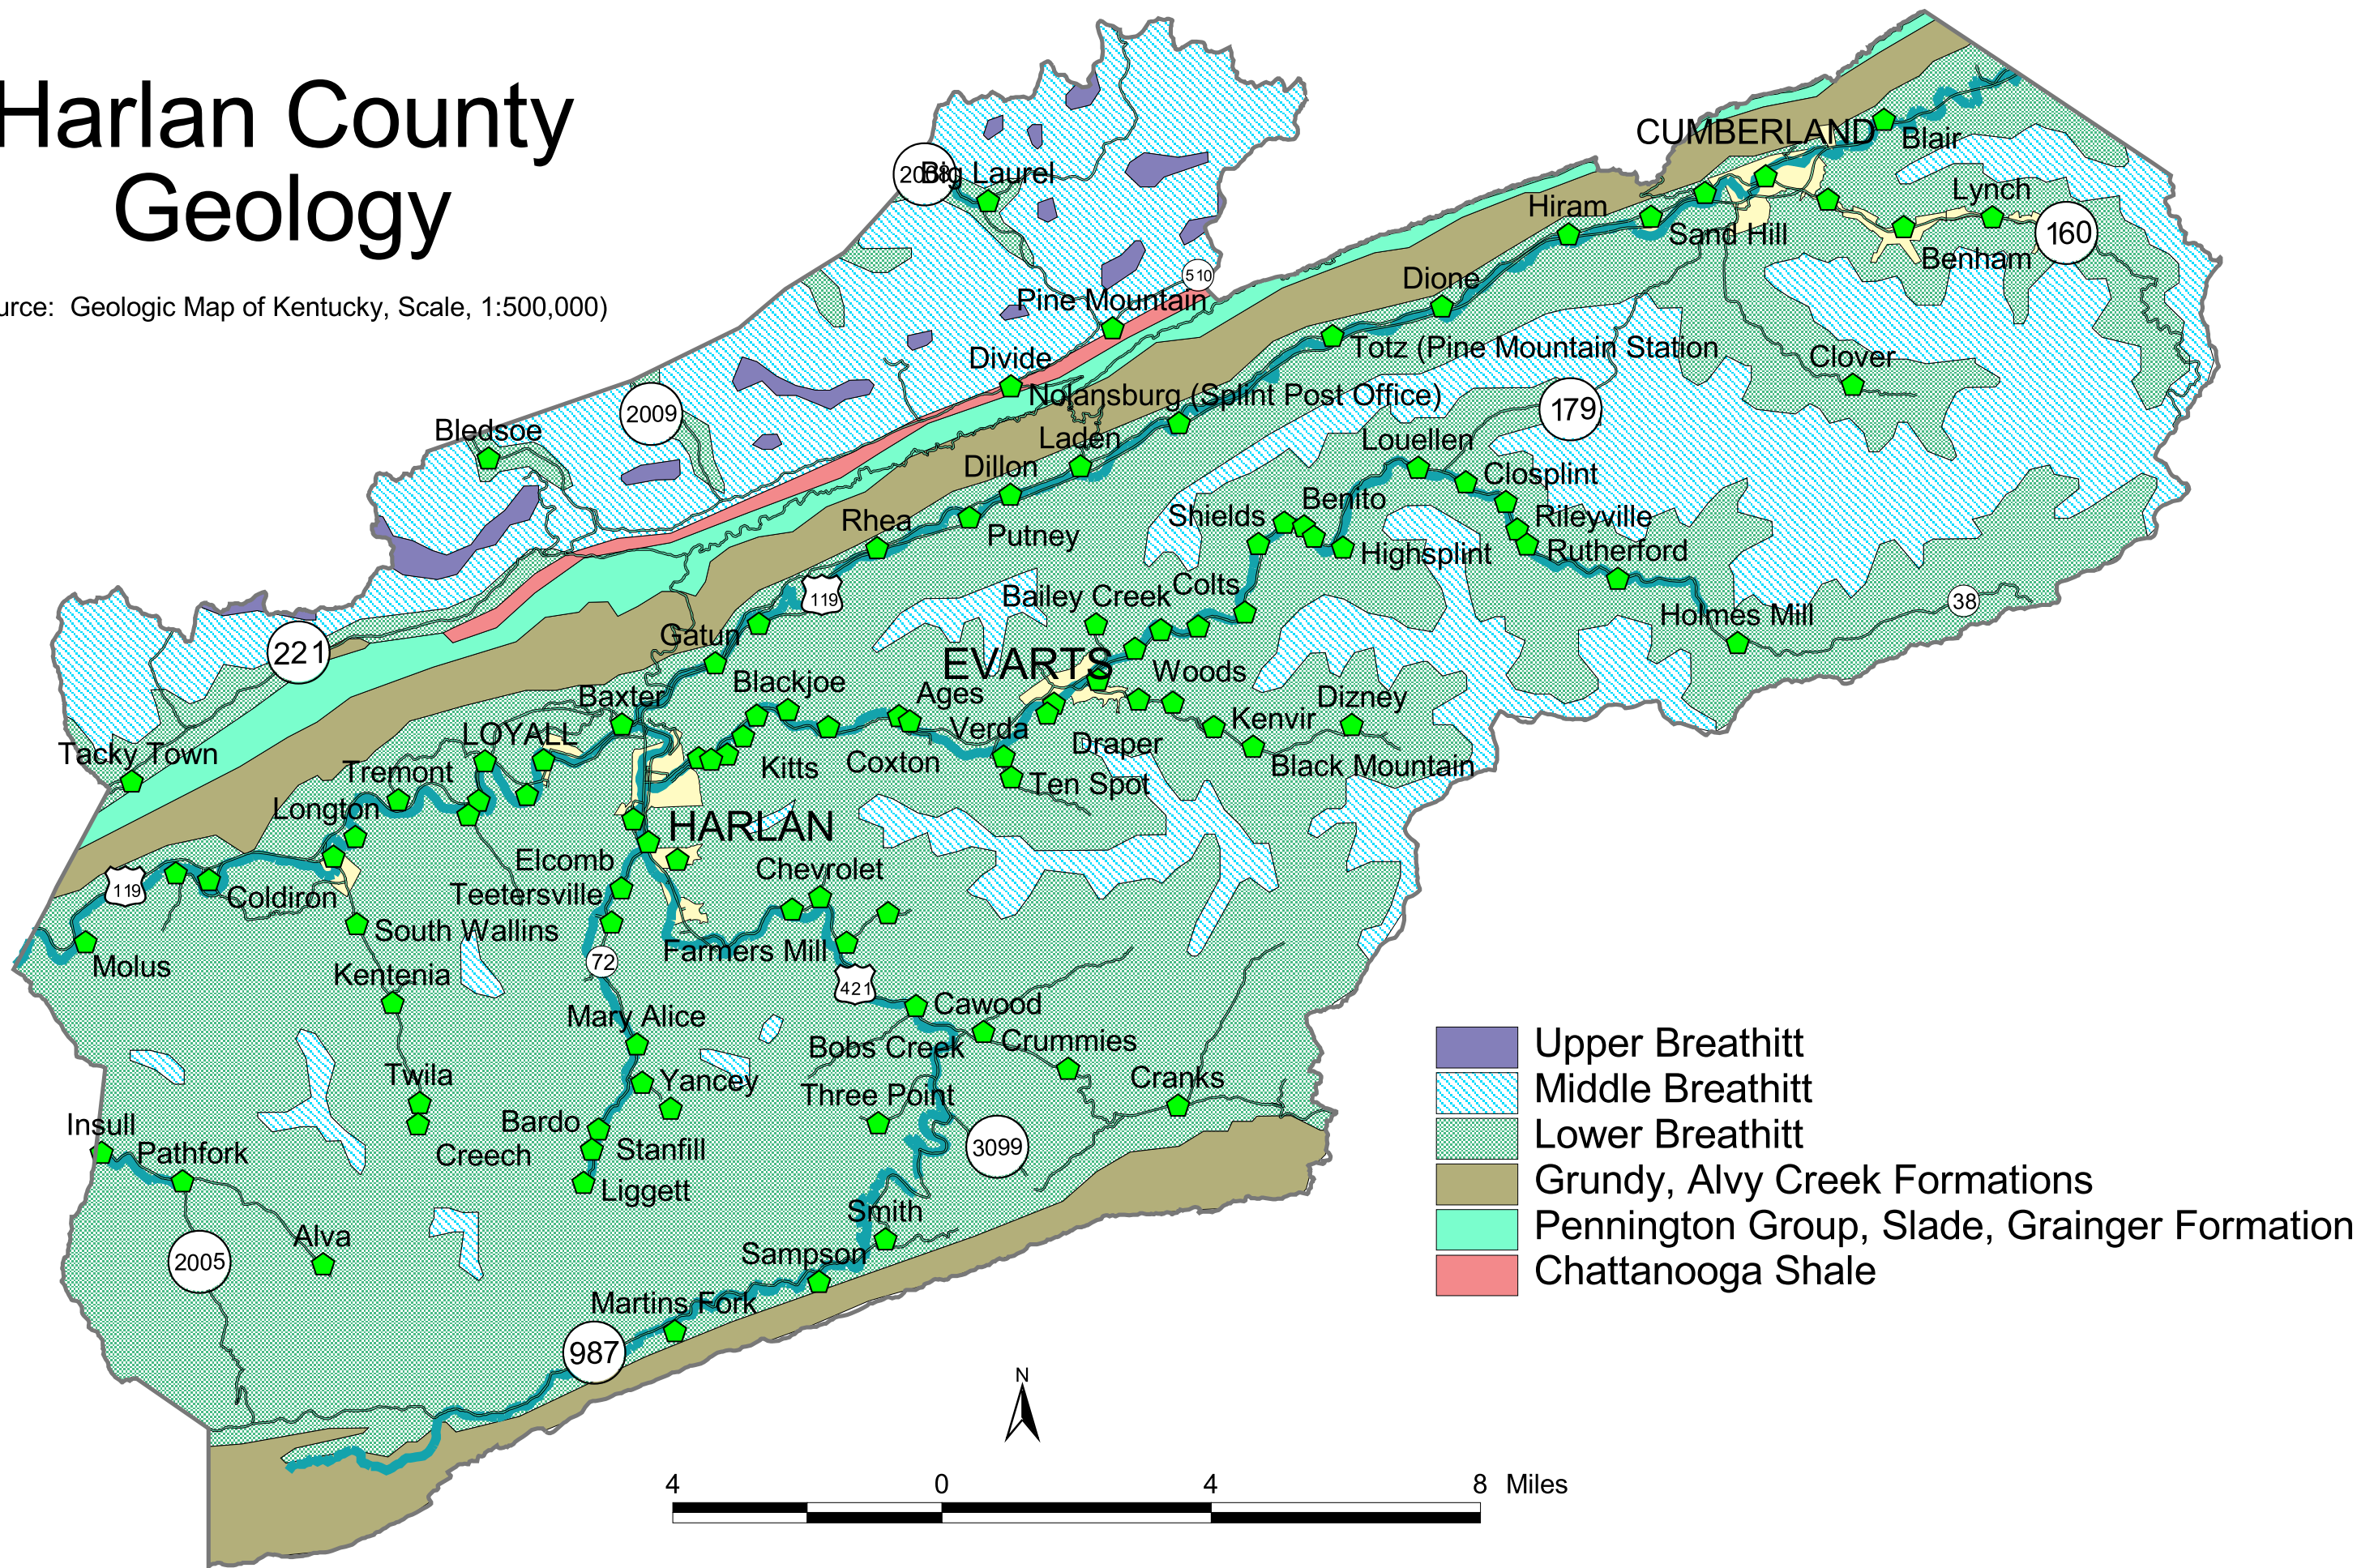 Harlan County
Geology
urce:  Geologic Map of Kentucky, Scale, 1:500,000)
CUMBERLAND
Blair
Big Laurel
Lynch
Hiram
Sand Hill
160
Benham
510
Dione
Pine Mountain
Totz (Pine Mountain Station
Divide
Clover
Nolansburg (Splint Post Office)
2009
179
Bledsoe
Laden
Louellen
Dillon
Closplint
Benito
Rhea
Shields
Rileyville
Putney
Highsplint
Rutherford
119
Bailey Creek
Colts
38
Holmes Mill
Gatun
221
EVARTS
Woods
Blackjoe
Baxter
Ages
Dizney
LOYALL
Verda
Kenvir
Tacky Town
Draper
Tremont
Kitts
Coxton
Black Mountain
Ten Spot
Longton
HARLAN
Elcomb
Chevrolet
119
Coldiron
Teetersville
South Wallins
Farmers Mill
72
Molus
Kentenia
421
Cawood
Mary Alice
Bobs Creek
Crummies
Twila
Yancey
Cranks
Three Point
Insull
Bardo
Pathfork
Creech
Stanfill
3099
Liggett
Smith
Alva
2005
Sampson
Martins Fork
987
Upper Breathitt
Middle Breathitt
Lower Breathitt
Grundy, Alvy Creek Formations
Pennington Group, Slade, Grainger Formation
Chattanooga Shale
N
4 0 4 8 Miles